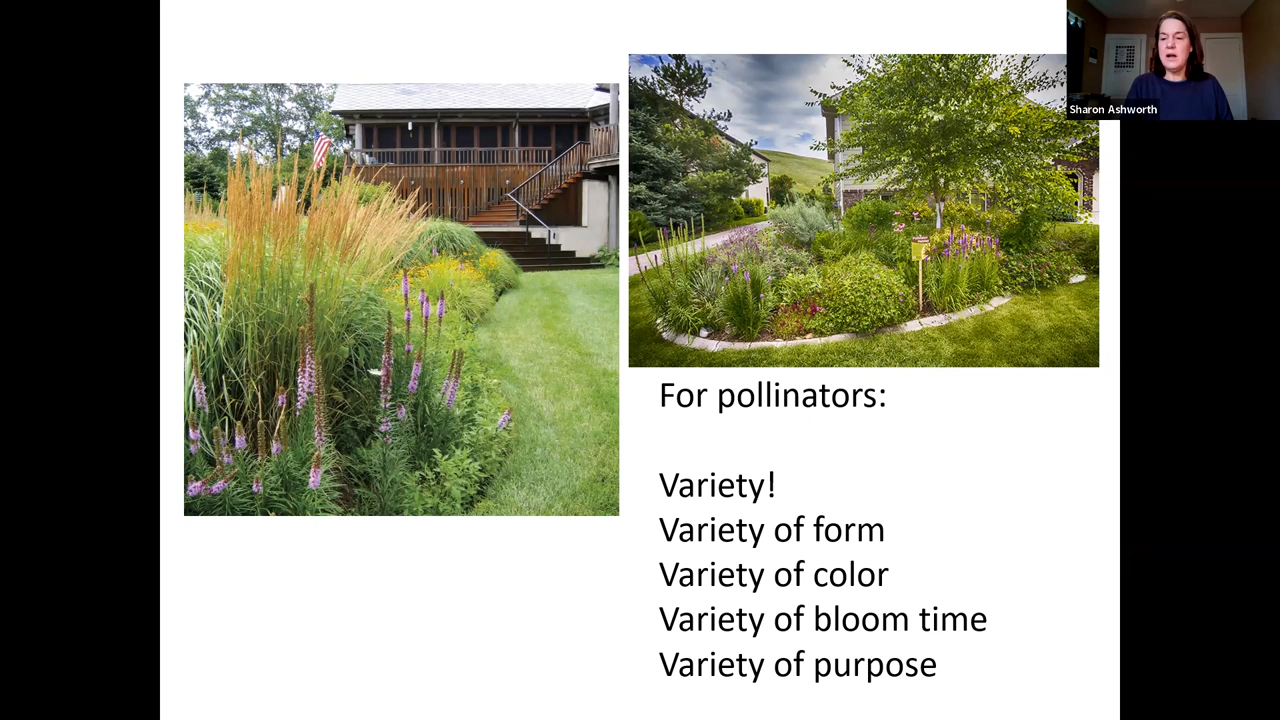 Sharon Ashworth
For pollinators:
Variety!
Variety of form
Variety of color
Variety of bloom time
Variety of purpose